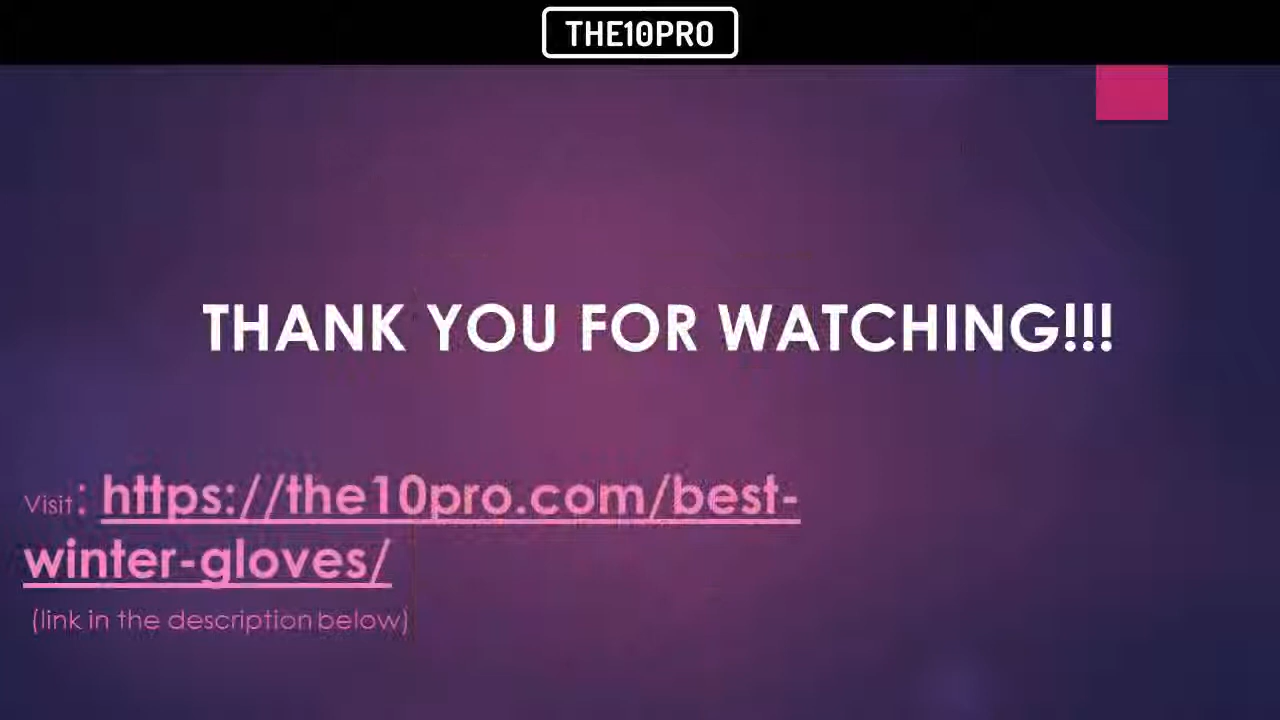 THE10PRO
THANK YOU FOR WATCHING!!!
Visit: https://the10pro.com/best-
winter-gloves/
(link in the description below)